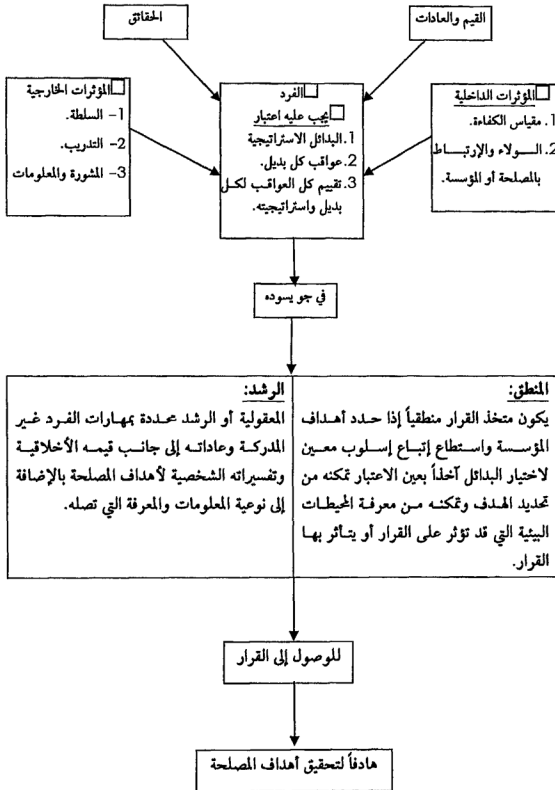 القيم والعادات
الحقائق
المؤثرات الداخلية
1. مقياس الكفاءة.
2. الـــولاء والإرتبـــاط
بالمصلحة أو المؤسسة.
الفرد
يجب عليه اعتبار
1. البدائل الاستراتيجية
2. عواقب كل بديل.
3. تقييم كل العواقب لكل
بديل واستراتيجيته.
المؤثرات الخارجية
1- السلطة.
2- التدريب.
3- المشورة والمعلومات
في جو يسوده
المنطق:
يكون متخذ القرار منطقياً إذا حدد أهداف
المؤسسة واستطاع إتباع إسلوب معين
لاختيار البدائل آخذاً بعين الاعتبار تمكنه من
تحديد الهدف وتمكنه من معرفة المحيطات
البيئية التي قد تؤثر على القرار أو يتأثر بها
القرار.
الرشد:
المعقولية أو الرشد محددة بمهارات الفرد غير
المدركة وعاداته إلى جانب قيمه الأخلاقية
وتفسيراته الشخصية لأهداف المصلحة بالإضافة
إلى نوعية المعلومات والمعرفة التي تصله.
للوصول إلى القرار
هادفاً لتحقيق أهداف المصلحة